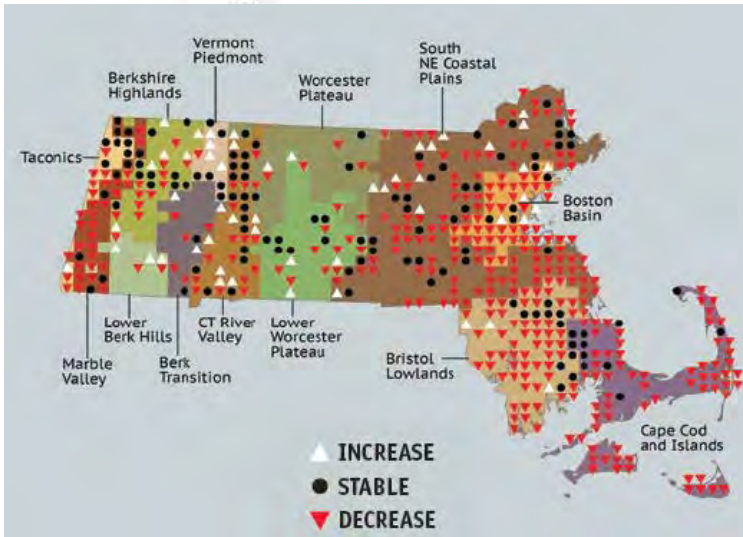 Vermont
Piedmont
South
NE Coastal
Plains
Berkshire
Highlands
Worcester
Plateau
Taconics
Boston
Basin
Lower
Berk Hills
CT River
Valley
Lower
Worcester
Plateau
Marble
Valley
Berk
Transition
Bristol
Lowlands
Cape Cod
and Islands
INCREASE
STABLE
DECREASE